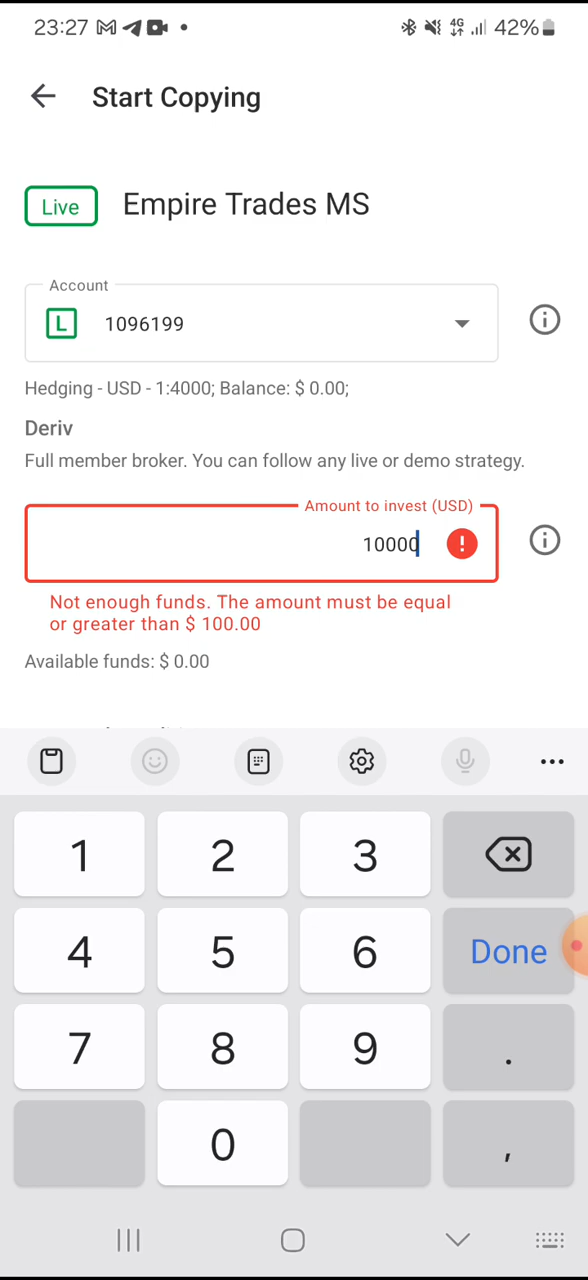 23:27 42%
4G
Start Copying
Live Empire Trades MS
Account
L 1096199
Hedging - USD - 1:4000; Balance: $ 0.00;
Deriv
Full member broker. You can follow any live or demo strategy.
Amount to invest (USD)
10000
Not enough funds. The amount must be equal
or greater than $ 100.00
Available funds: $ 0.00
1 2 3
4 5 6 Done
7 8 9 .
0 ,